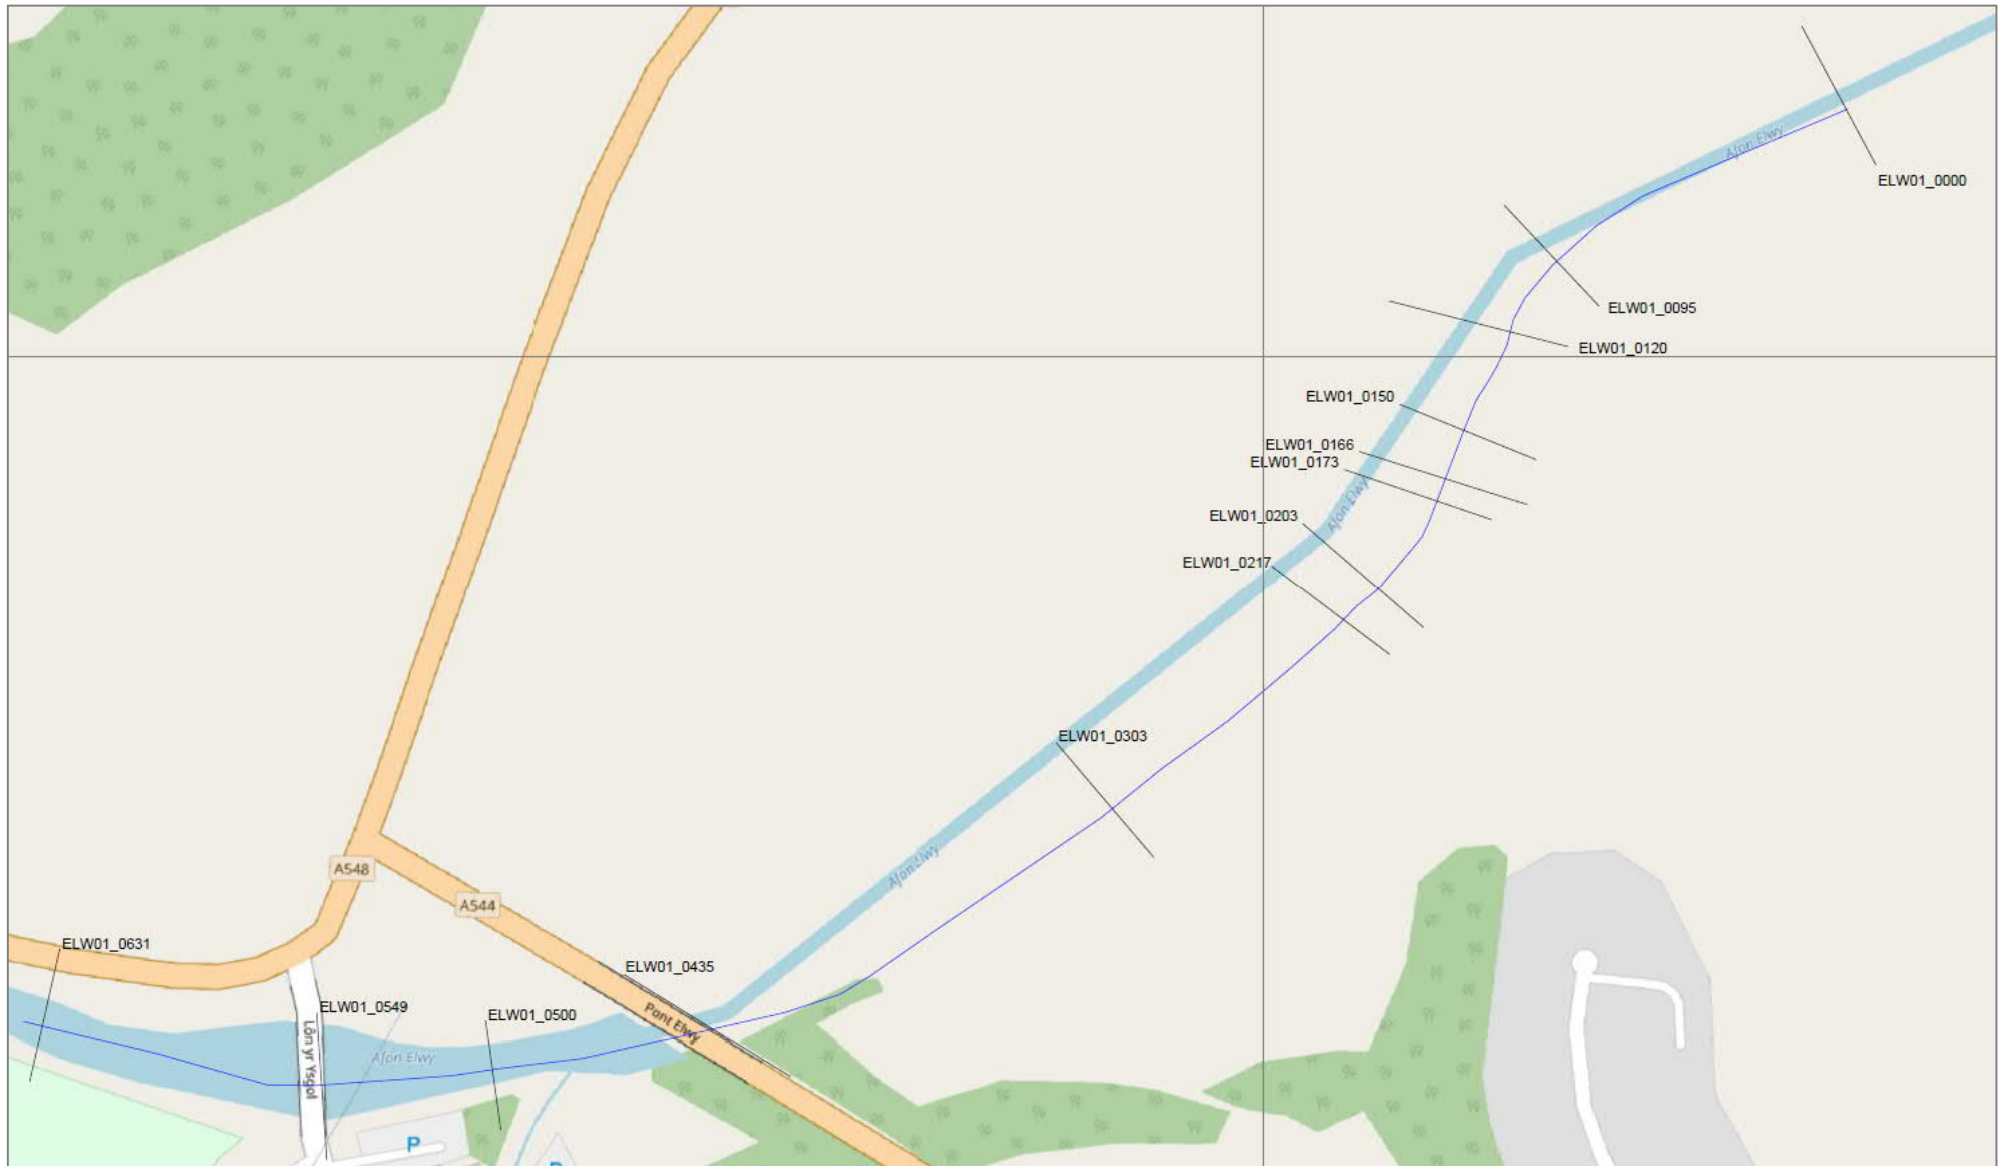 Afon Elwy
ELW01_0000
ELW01_0095
ELW01_0120
ELW01_0150
ELW01_0166
ELW01_0173
Afon Elwy
ELW01_0203
ELW01_0217
ELW01_0303
Afon Elwy
A548
A544
ELW01_0631
ELW01_0435
ELW01_0549
ELW01_0500
Pont Elwy
Lôn yr Ysgol
Afon Elwy
P
P